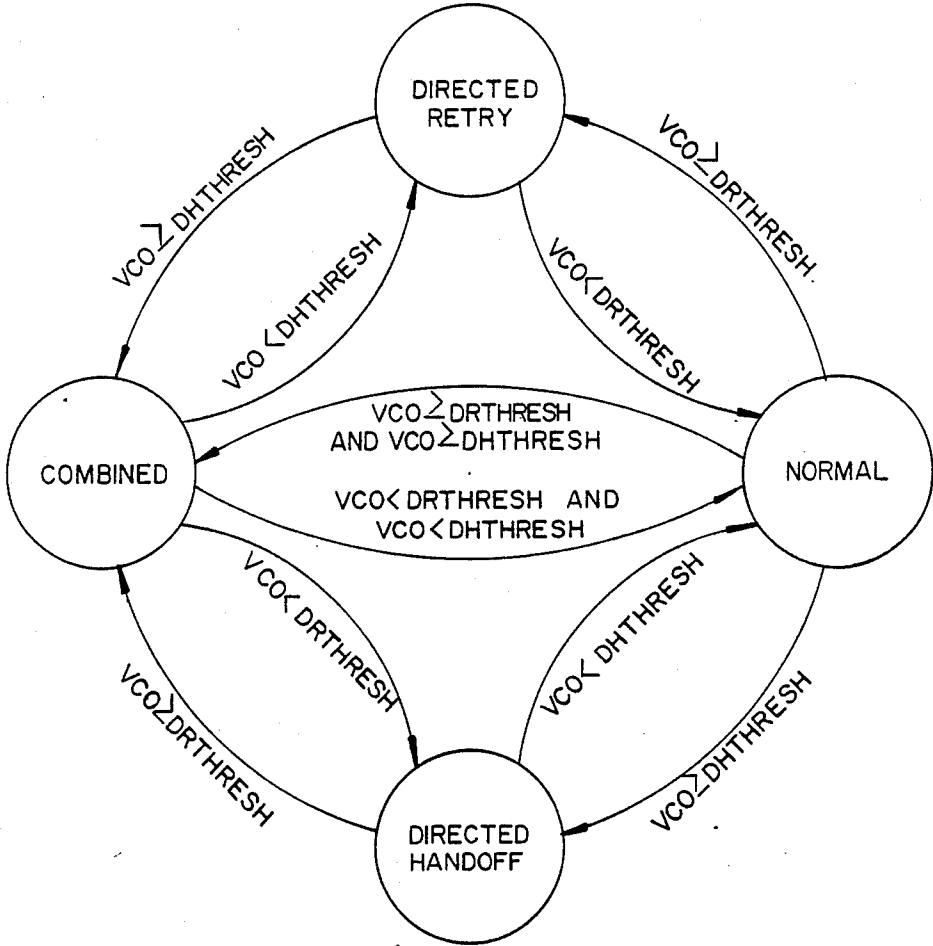 DIRECTED
RETRY
VCO≥DHTHRESH
VCO≥DRTHRESH.
VCO<DHTHRESH
VCO<DRTHRESH
VCO≥DRTHRESH
AND VCO≥DHTHRESH
COMBINED
NORMAL
VCO<DRTHRESH AND
VCO<DHTHRESH
VCO<DRTHRESH
VCO<DHTHRESH
VCO≥DRTHRESH
VCO≥DHTHRESH
DIRECTED
HANDOFF